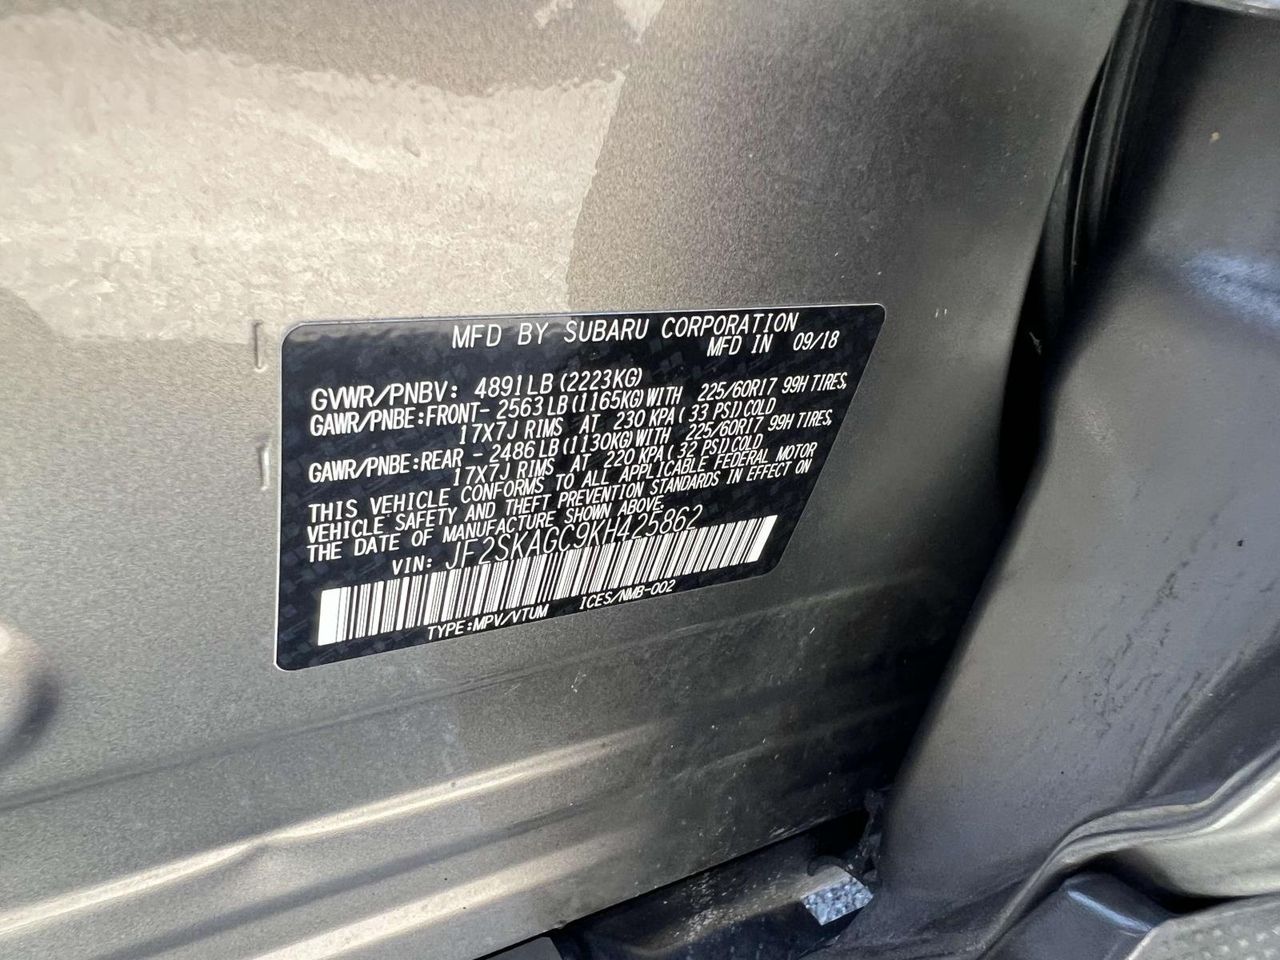 MFD BY SUBARU CORPORATION
MFD IN 09/18
GVWR/PNBV: 4891LB(2223KG)
GAWR/PNBE:FRONT- 2563LB(1165KG)WITH 225/60R17 99H TIRES,
17X7J RIMS AT 230 KPA(33 PSI)COLD
GAWR/PNBE:REAR - 2486LB(1130KG)WITH 225/60R17 99H TIRES,
17X7J RIMS AT 220 KPA(32 PSI)COLD
THIS VEHICLE CONFORMS TO ALL APPLICABLE FEDERAL MOTOR
VEHICLE SAFETY AND THEFT PREVENTION STANDARDS IN EFFECT ON
THE DATE OF MANUFACTURE SHOWN ABOVE.
VIN: JF2SKAGC9KH425862
TYPE:MPV/VTUM ICES/NMB-002